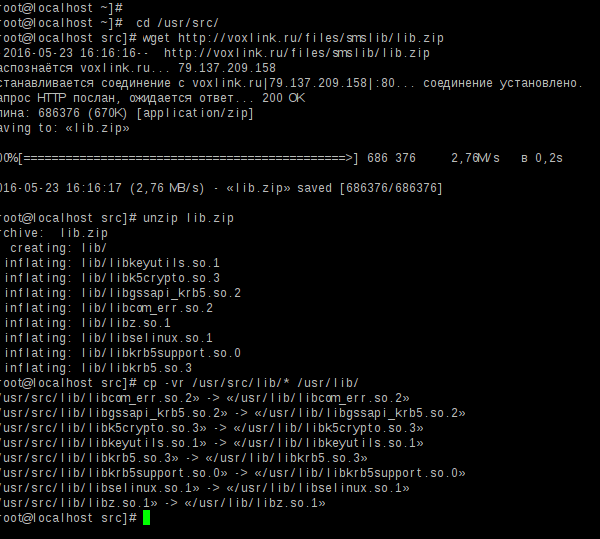 root@localhost ~]#
root@localhost ~]#  cd /usr/src/
root@localhost src]# wget http://voxlink.ru/files/smslib/lib.zip
2016-05-23 16:16:16--  http://voxlink.ru/files/smslib/lib.zip
аспознаётся voxlink.ru... 79.137.209.158
станавливается соединение с voxlink.ru|79.137.209.158|:80... соединение установлено.
апрос HTTP послан, ожидается ответ... 200 OK
лина: 686376 (670K) [application/zip]
aving to: «lib.zip»
00%[==============================================>] 686 376     2,76M/s   в 0,2s
016-05-23 16:16:17 (2,76 MB/s) - «lib.zip» saved [686376/686376]
root@localhost src]# unzip lib.zip
rchive:  lib.zip
creating: lib/
inflating: lib/libkeyutils.so.1
inflating: lib/libk5crypto.so.3
inflating: lib/libgssapi_krb5.so.2
inflating: lib/libcom_err.so.2
inflating: lib/libz.so.1
inflating: lib/libselinux.so.1
inflating: lib/libkrb5support.so.0
inflating: lib/libkrb5.so.3
root@localhost src]# cp -vr /usr/src/lib/* /usr/lib/
/usr/src/lib/libcom_err.so.2» -> «/usr/lib/libcom_err.so.2»
/usr/src/lib/libgssapi_krb5.so.2» -> «/usr/lib/libgssapi_krb5.so.2»
/usr/src/lib/libk5crypto.so.3» -> «/usr/lib/libk5crypto.so.3»
/usr/src/lib/libkeyutils.so.1» -> «/usr/lib/libkeyutils.so.1»
/usr/src/lib/libkrb5.so.3» -> «/usr/lib/libkrb5.so.3»
/usr/src/lib/libkrb5support.so.0» -> «/usr/lib/libkrb5support.so.0»
/usr/src/lib/libselinux.so.1» -> «/usr/lib/libselinux.so.1»
/usr/src/lib/libz.so.1» -> «/usr/lib/libz.so.1»
root@localhost src]#